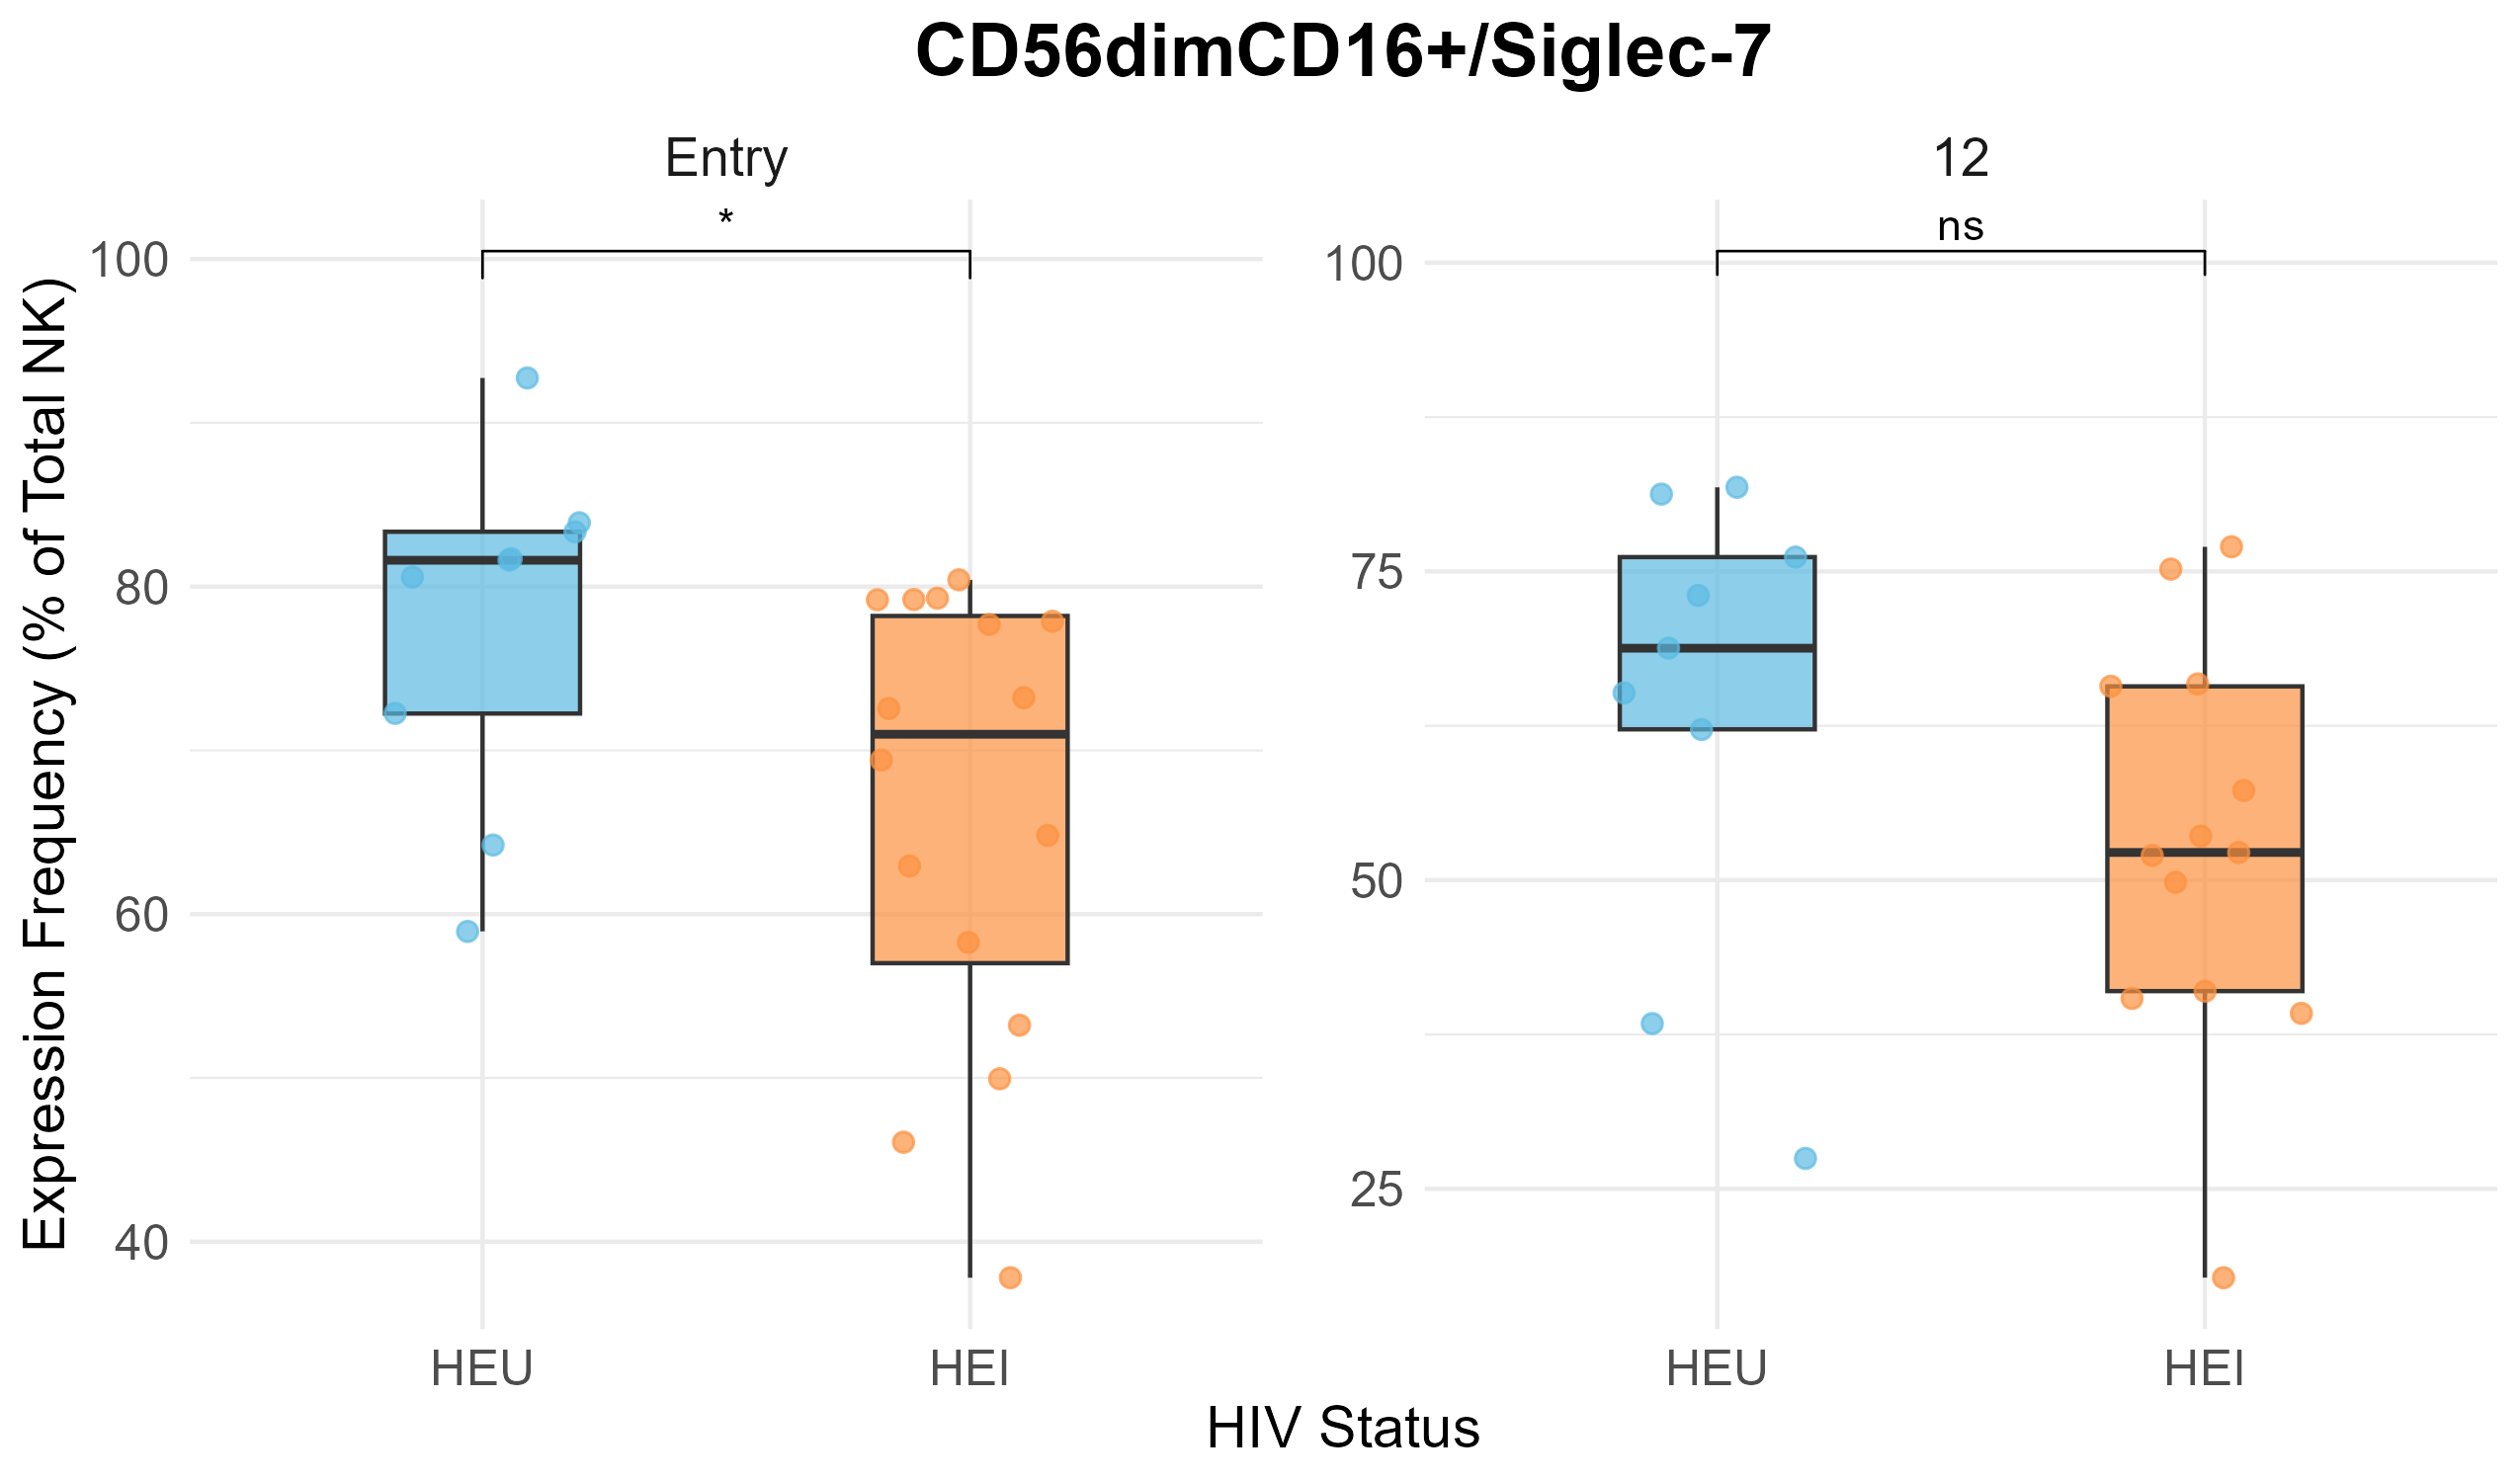 CD56dimCD16+/Siglec-7
Entry
12
*
ns
Expression Frequency (% of Total NK)
100
80
60
40
100
75
50
25
HEU
HEI
HEU
HEI
HIV Status